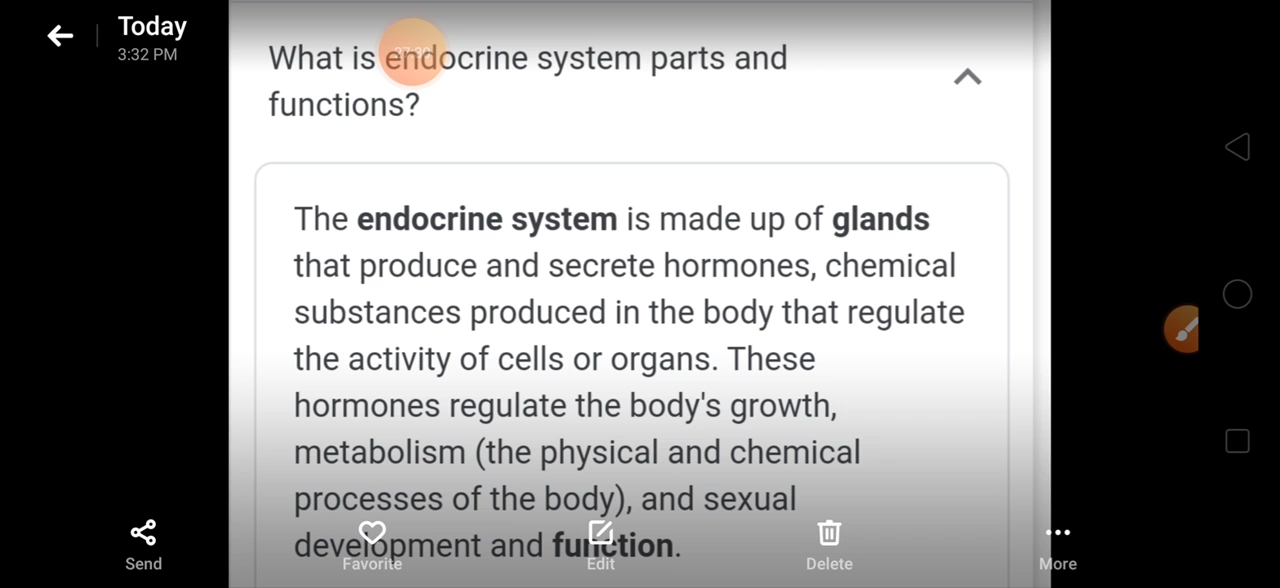 Today
3:32 PM
What is endocrine system parts and
functions?
The endocrine system is made up of glands
that produce and secrete hormones, chemical
substances produced in the body that regulate
the activity of cells or organs. These
hormones regulate the body's growth,
metabolism (the physical and chemical
processes of the body), and sexual
development and function.
Send
Favorite
Edit
Delete
More